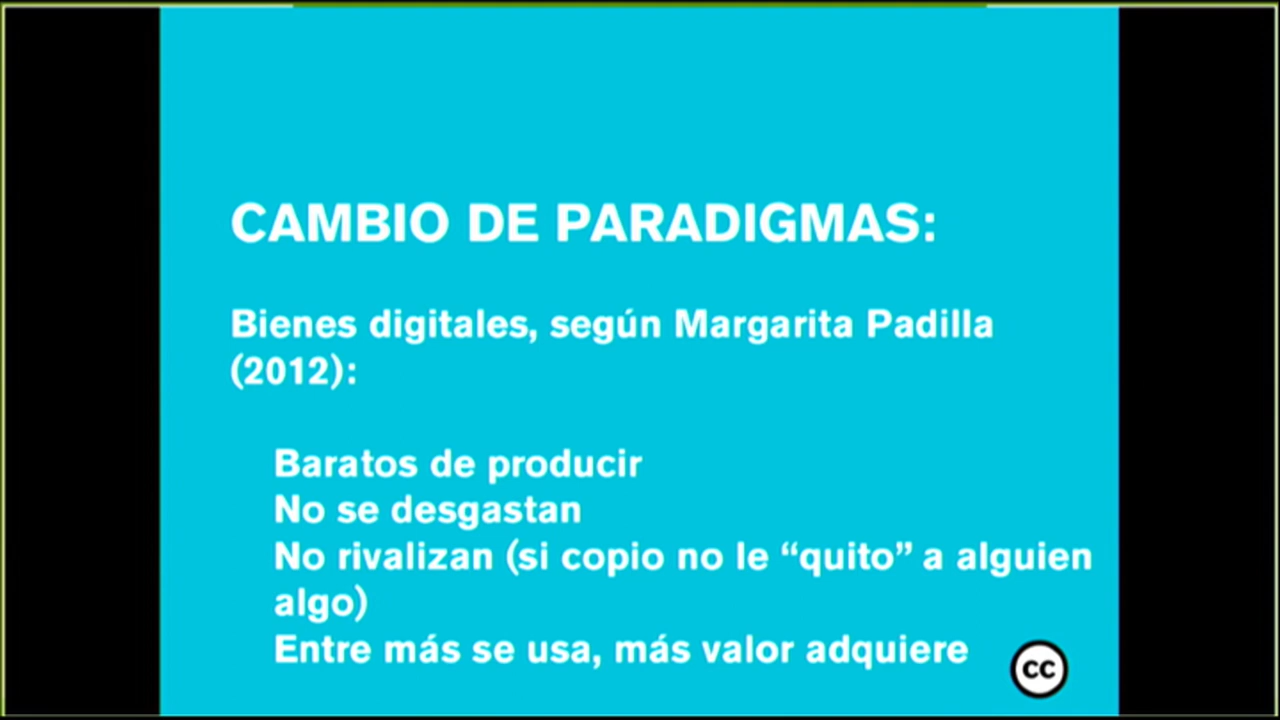 CAMBIO DE PARADIGMAS:
Bienes digitales, según Margarita Padilla
(2012):
Baratos de producir
No se desgastan
No rivalizan (si copio no le “quito” a alguien
algo)
Entre más se usa, más valor adquiere
cc